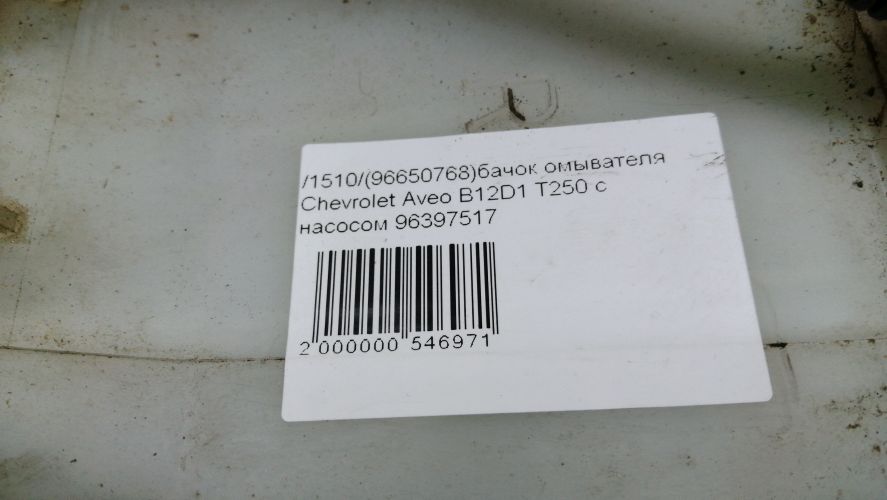 /1510/(96650768)бачок омывателя
Chevrolet Aveo B12D1 T250 с
насосом 96397517
2 000000 546971